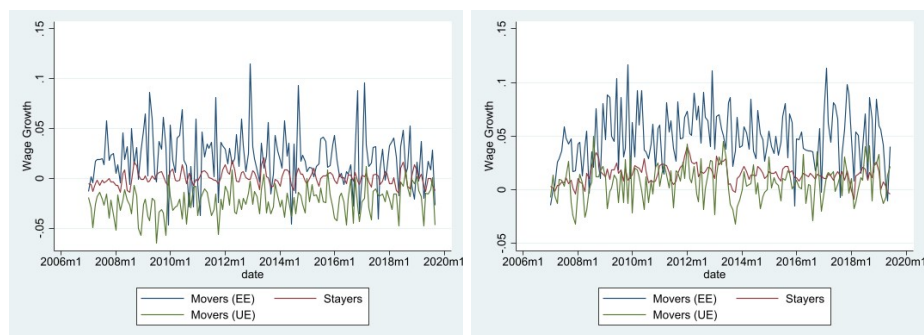 .15
.1
.05
0
-.05
Wage Growth
2006m1 2008m1 2010m1 2012m1 2014m1 2016m1 2018m1 2020m1
date
Movers (EE) Stayers
Movers (UE)
.15
.1
.05
0
-.05
Wage Growth
2006m1 2008m1 2010m1 2012m1 2014m1 2016m1 2018m1 2020m1
date
Movers (EE) Stayers
Movers (UE)